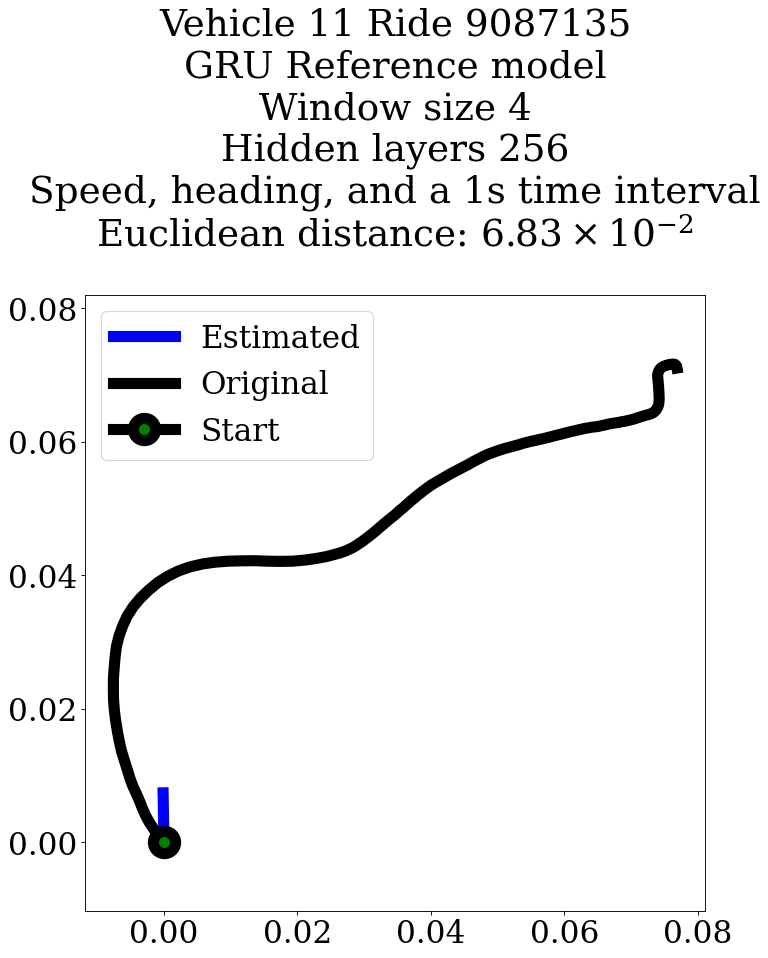 Vehicle 11 Ride 9087135
GRU Reference model
Window size 4
Hidden layers 256
Speed, heading, and a 1s time interval
Euclidean distance: 6.83 × 10⁻²
0.08
0.06
0.04
0.02
0.00
Estimated
Original
Start
0.00 0.02 0.04 0.06 0.08